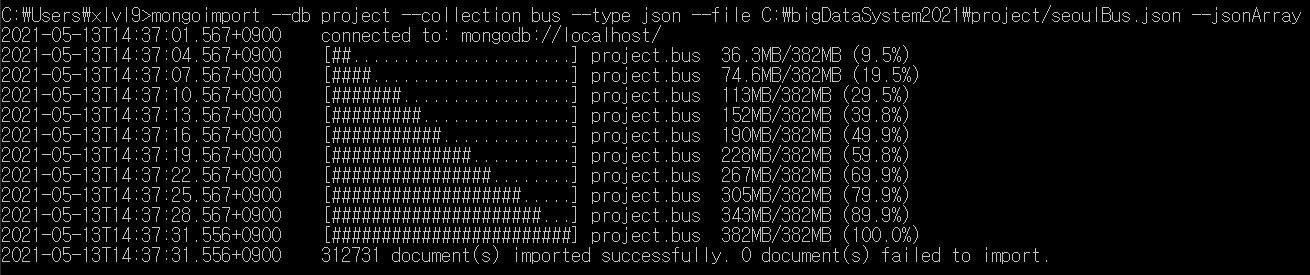 C:₩Users₩xlvl9>mongoimport --db project --collection bus --type json --file C:₩bigDataSystem2021₩project/seoulBus.json --jsonArray
2021-05-13T14:37:01.567+0900    connected to: mongodb://localhost/
2021-05-13T14:37:04.567+0900    [##......................] project.bus  36.3MB/382MB (9.5%)
2021-05-13T14:37:07.567+0900    [####....................] project.bus  74.6MB/382MB (19.5%)
2021-05-13T14:37:10.567+0900    [#######.................] project.bus  113MB/382MB (29.5%)
2021-05-13T14:37:13.567+0900    [#########...............] project.bus  152MB/382MB (39.8%)
2021-05-13T14:37:16.567+0900    [###########.............] project.bus  190MB/382MB (49.9%)
2021-05-13T14:37:19.567+0900    [##############..........] project.bus  228MB/382MB (59.8%)
2021-05-13T14:37:22.567+0900    [################........] project.bus  267MB/382MB (69.9%)
2021-05-13T14:37:25.567+0900    [###################.....] project.bus  305MB/382MB (79.9%)
2021-05-13T14:37:28.567+0900    [#####################...] project.bus  343MB/382MB (89.9%)
2021-05-13T14:37:31.556+0900    [########################] project.bus  382MB/382MB (100.0%)
2021-05-13T14:37:31.556+0900    312731 document(s) imported successfully. 0 document(s) failed to import.